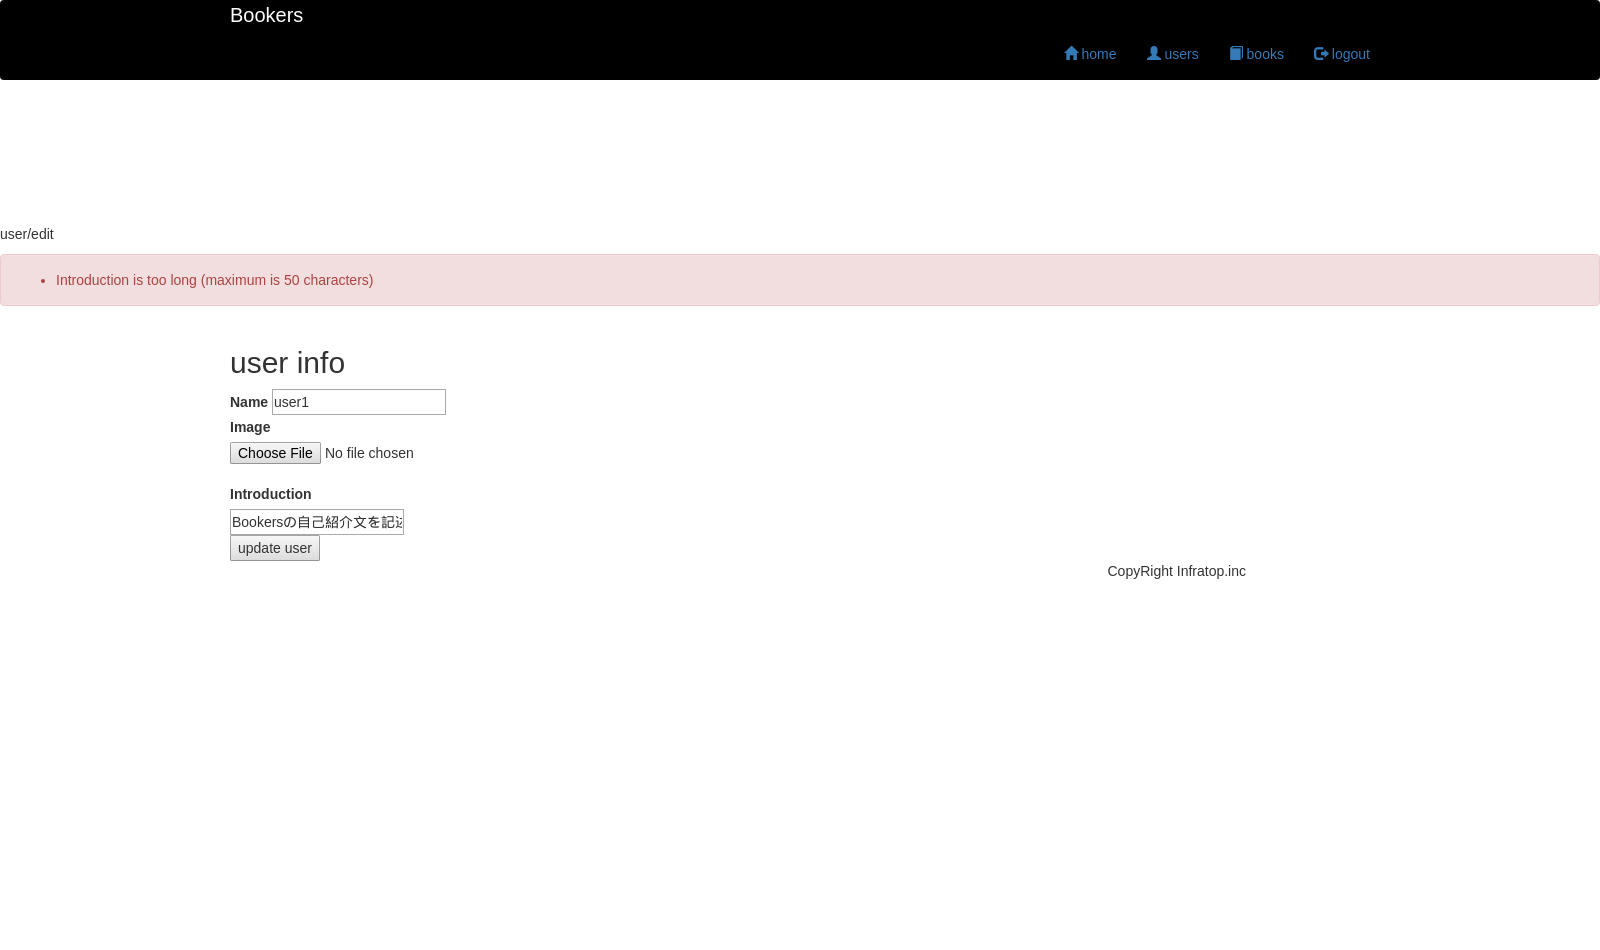 Bookers
home users books logout
user/edit
Introduction is too long (maximum is 50 characters)
user info
Name user1
Image
Choose File No file chosen
Introduction
Bookersの自己紹介文を記
update user
CopyRight Infratop.inc